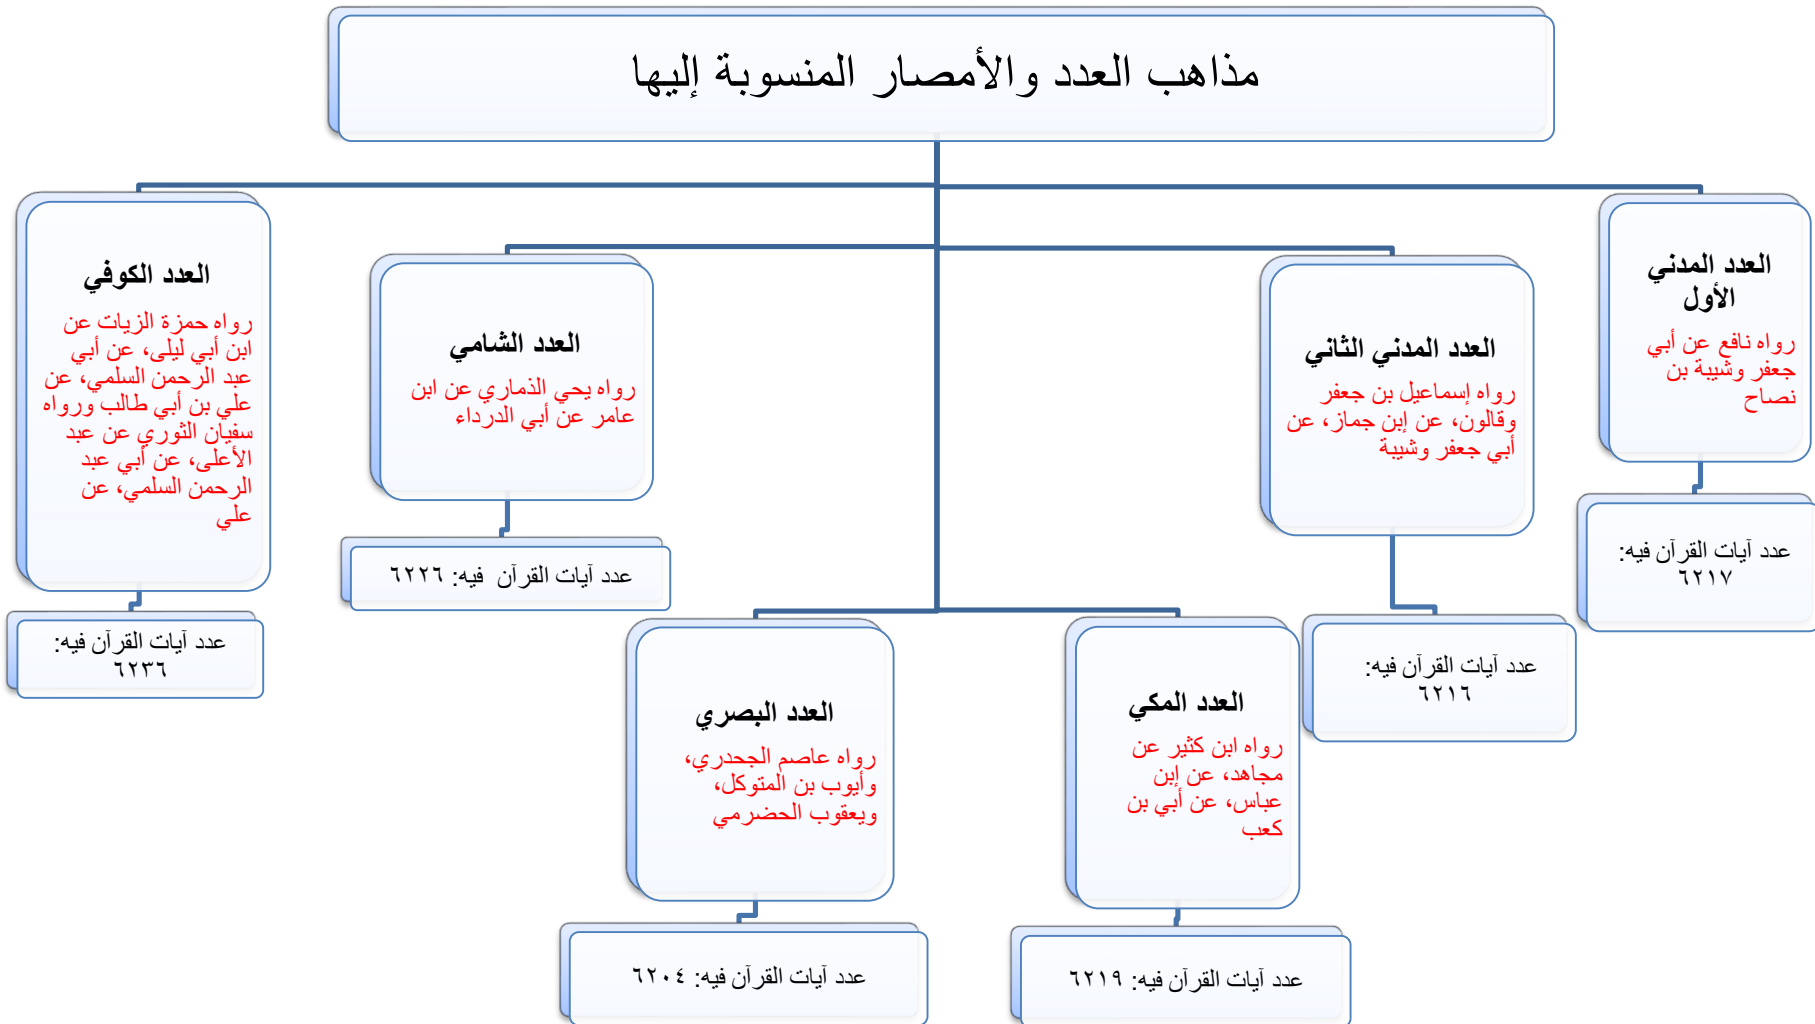 مذاهب العدد والأمصار المنسوبة إليها
العدد المدني
الأول
رواه نافع عن أبي
جعفر وشيبة بن
نصاح
عدد آيات القرآن فيه:
٦٢١٧
العدد المدني الثاني
رواه إسماعيل بن جعفر
وقالون، عن إبن جماز، عن
أبي جعفر وشيبة
عدد آيات القرآن فيه:
٦٢١٦
العدد المكي
رواه ابن كثير عن
مجاهد، عن إبن
عباس، عن أبي بن
كعب
عدد آيات القرآن فيه: ٦٢١٩
العدد البصري
رواه عاصم الجحدري،
وأيوب بن المتوكل،
ويعقوب الحضرمي
عدد آيات القرآن فيه: ٦٢٠٤
العدد الشامي
رواه يحي الذماري عن ابن
عامر عن أبي الدرداء
عدد آيات القرآن فيه: ٦٢٢٦
العدد الكوفي
رواه حمزة الزيات عن
ابن أبي ليلى، عن أبي
عبد الرحمن السلمي، عن
علي بن أبي طالب ورواه
سفيان الثوري عن عبد
الأعلى، عن أبي عبد
الرحمن السلمي، عن
علي
عدد آيات القرآن فيه:
٦٢٣٦